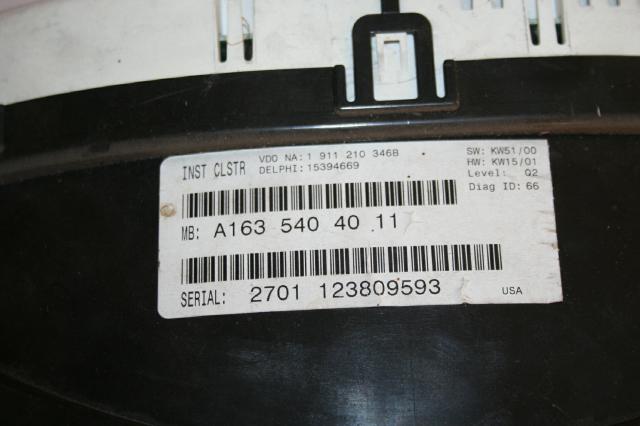 INST CLSTR VDO NA: 1 911 210 346B SW: KW51/00
DELPHI: 15394669 HW: KW15/01
Level: Q2
Diag ID: 66
MB: A163 540 40 11
SERIAL: 2701 123809593 USA